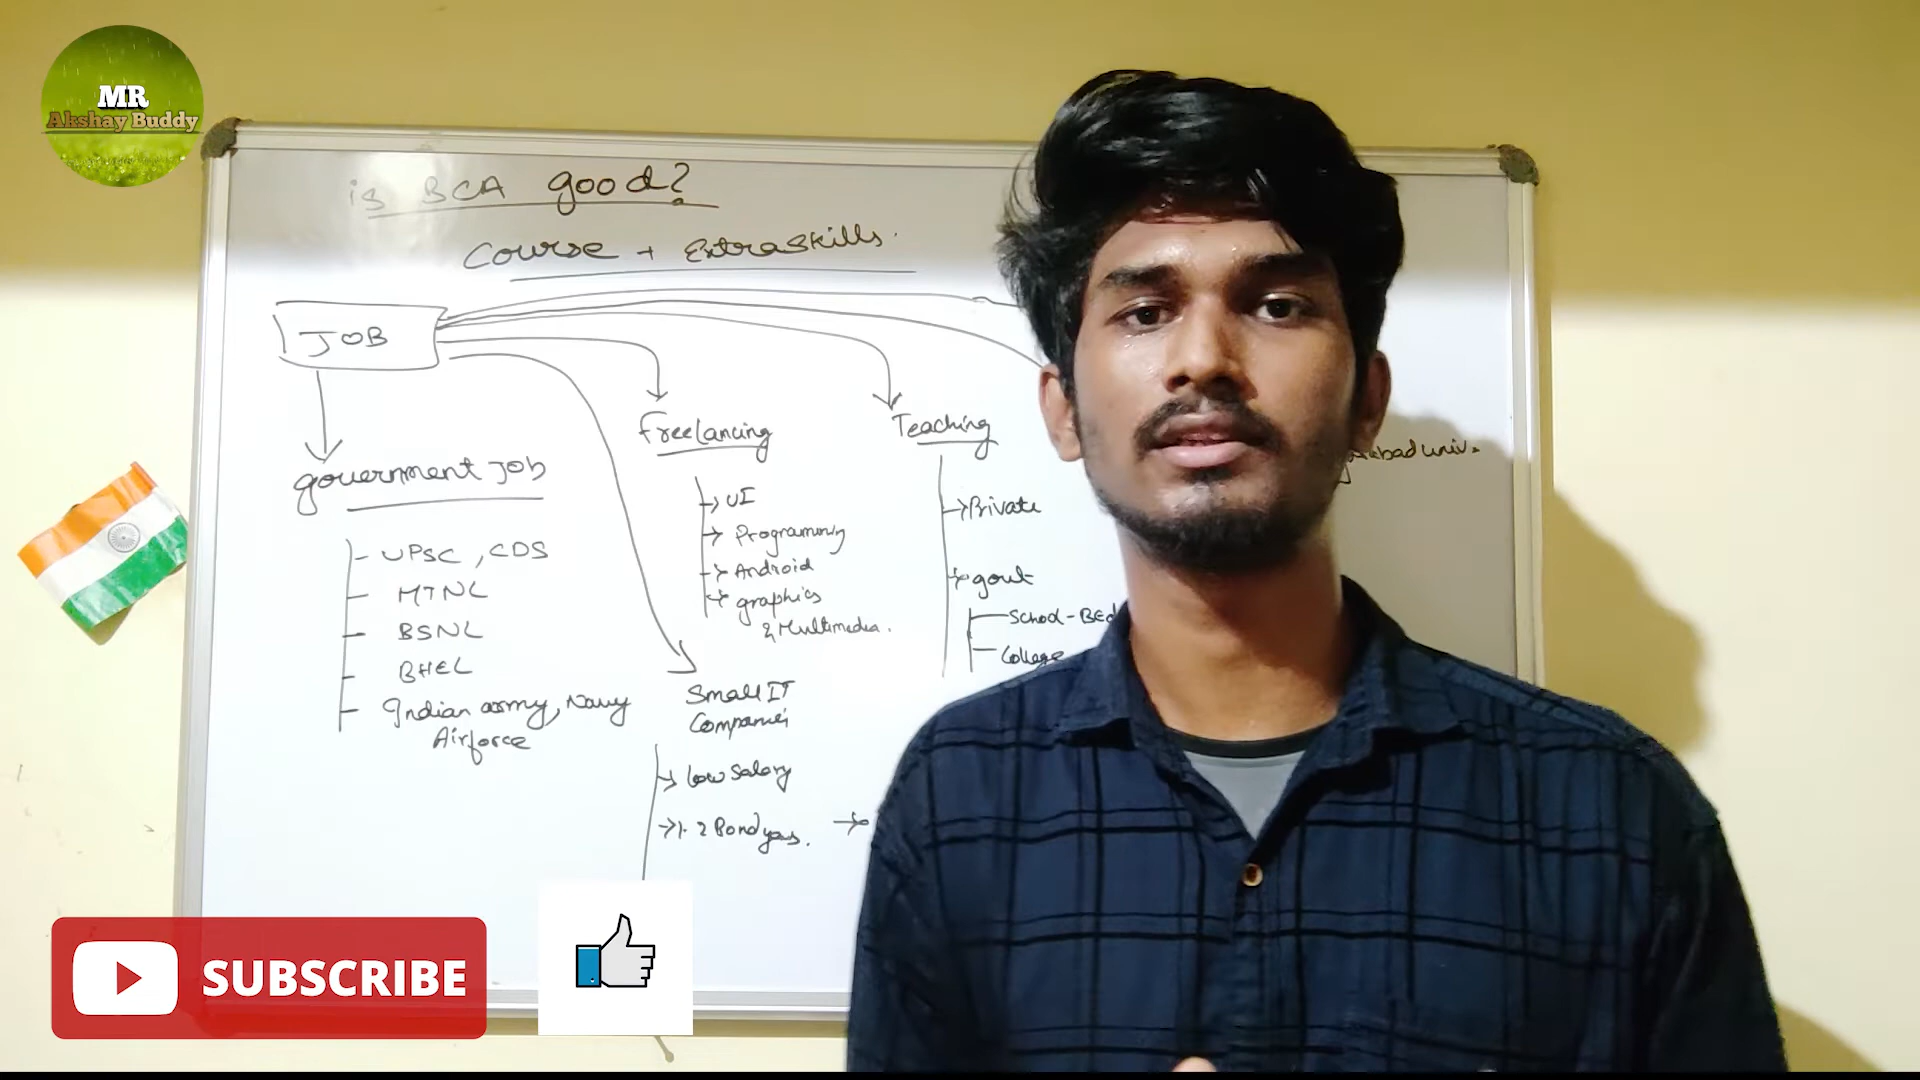 MR
Akshay Buddy
is BCA good?
Course + Extraskills.
JOB
government Job
UPSC, CDS
MTNL
BSNL
BHEL
Indian army, Navy
Airforce
Freelancing
UI
Programming
Android
graphics
& Multimedia.
Small IT
Companies
Low Salary
2 Bond
Teaching
Private
govt
School - BEd
College
univ.
SUBSCRIBE